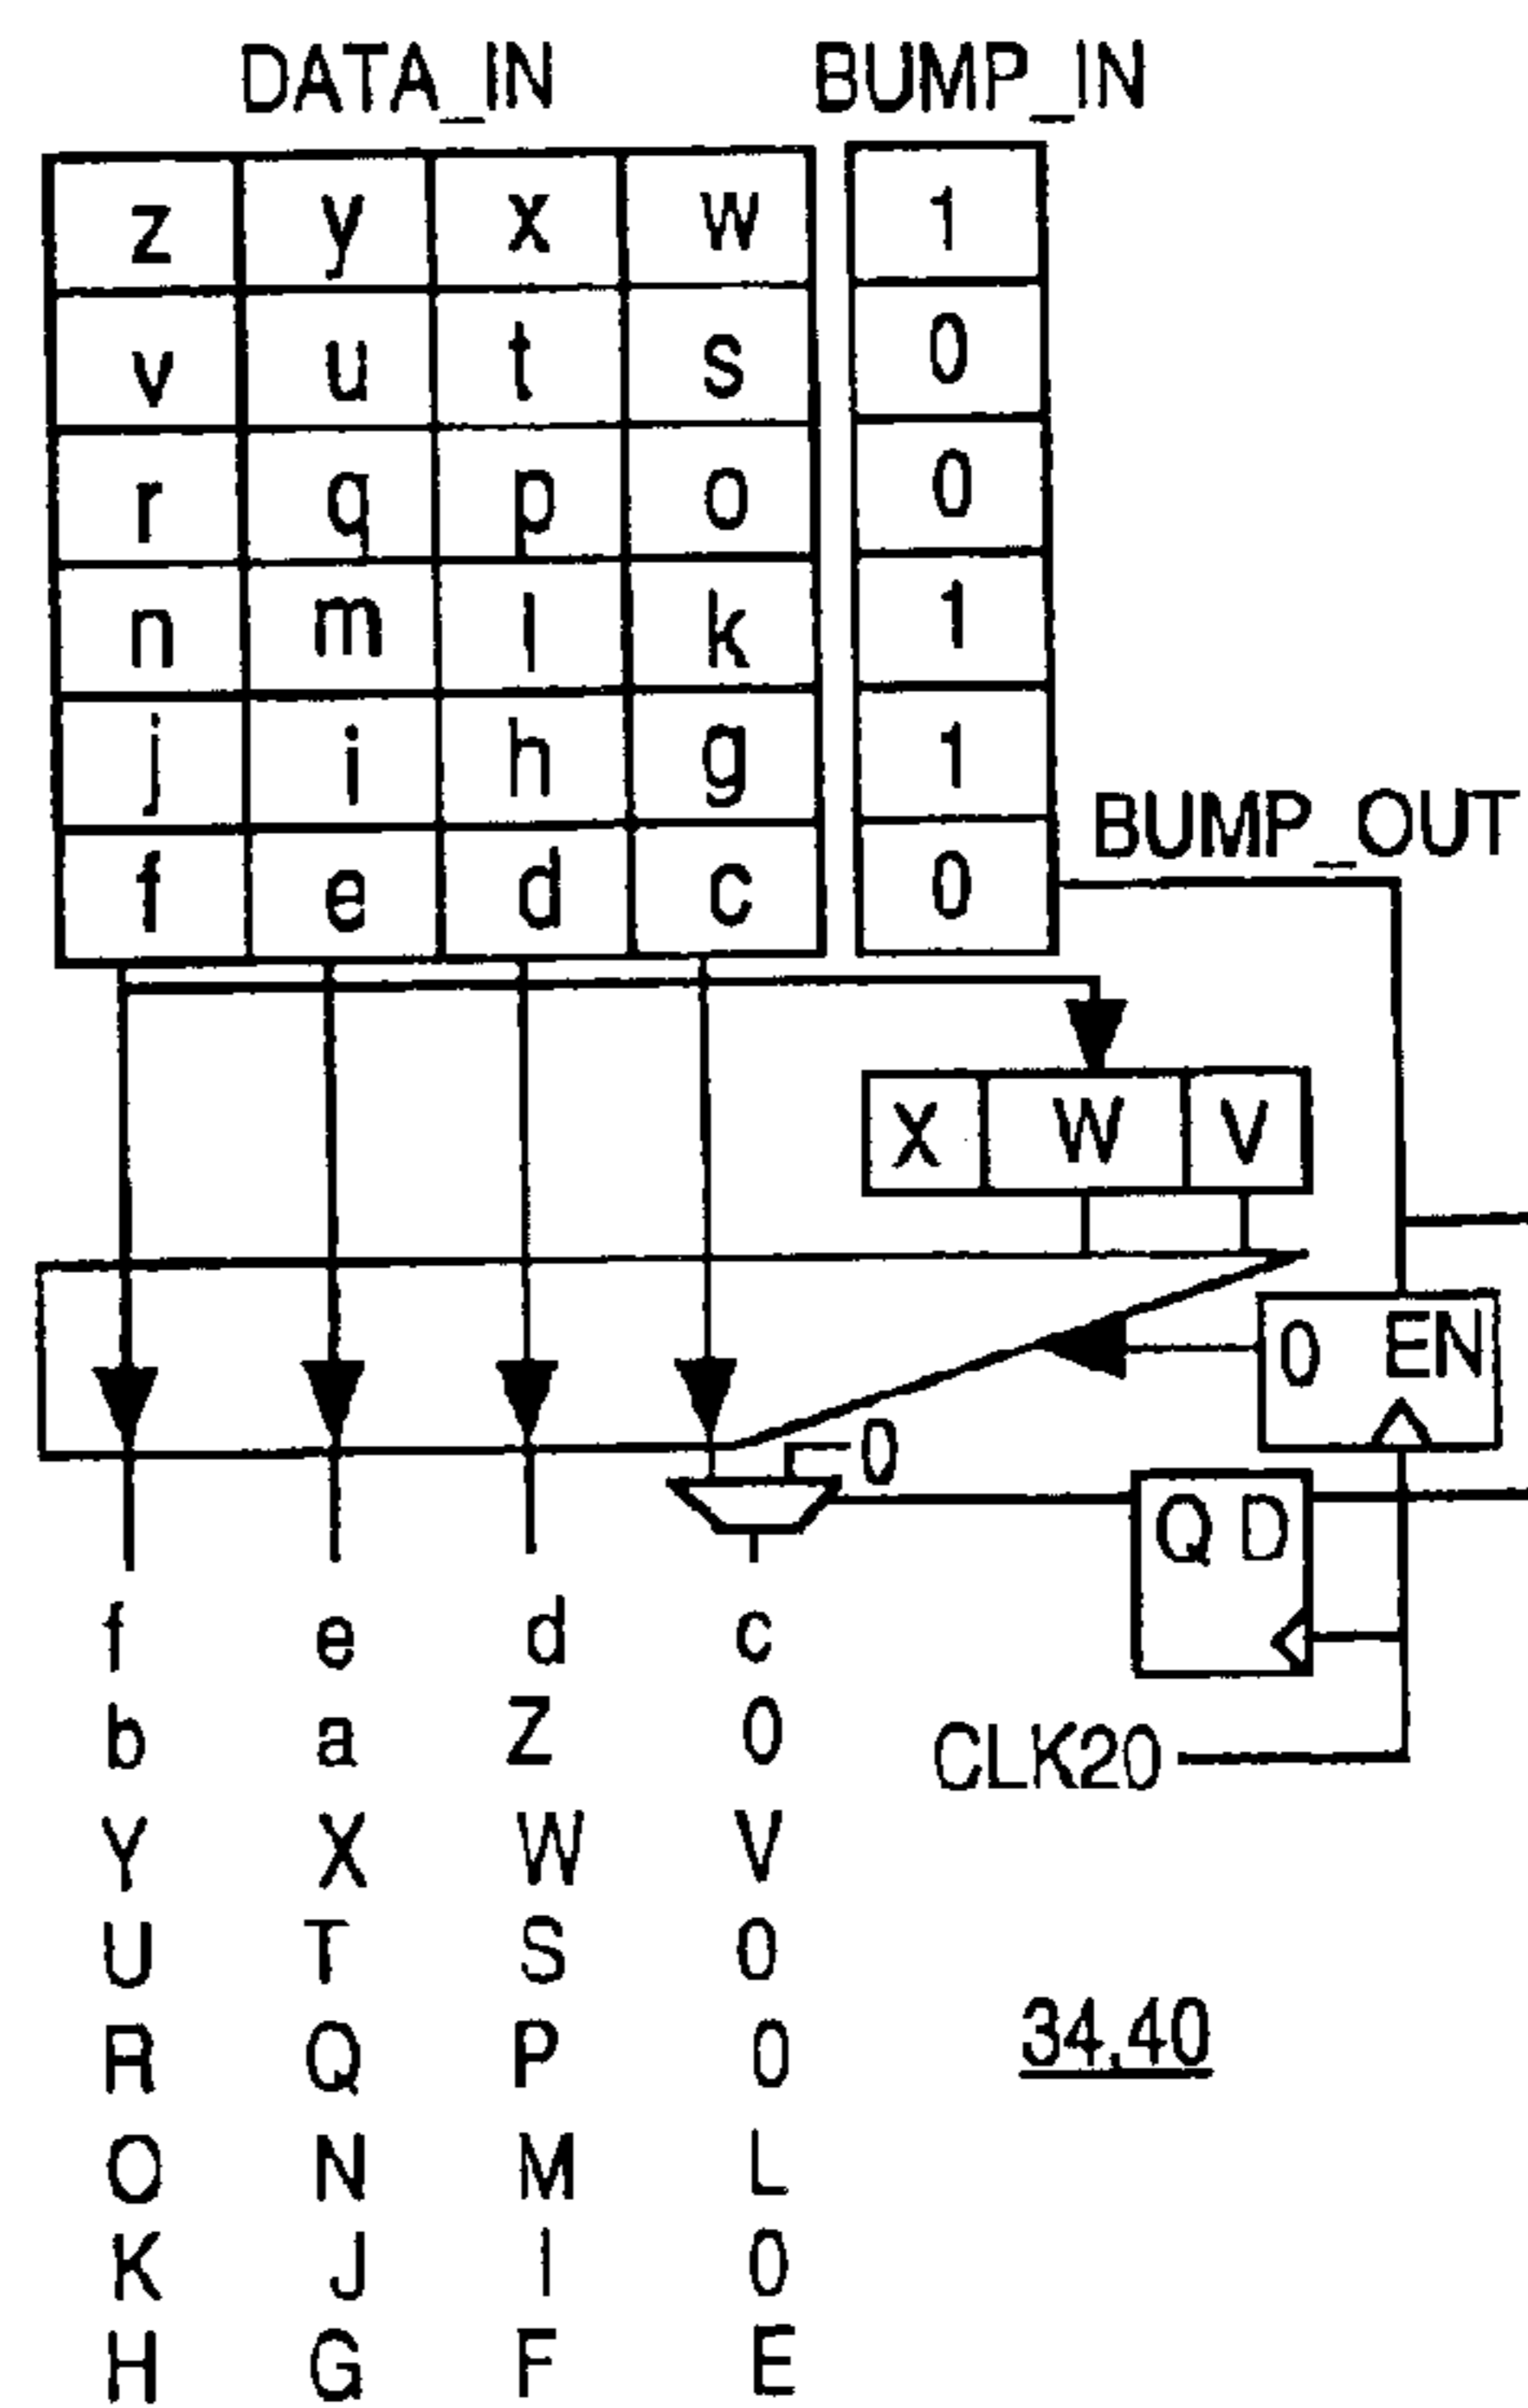 DATA_IN BUMP_IN
z y x w 1
v u t s 0
r q p o 0
n m l k 1
j i h g 1
BUMP_OUT
f e d c 0
X W V
0 EN
0
Q D
f e d c
b a Z 0
CLK20
Y X W V
U T S 0
R Q P 0
34,40
O N M L
K J I 0
H G F E